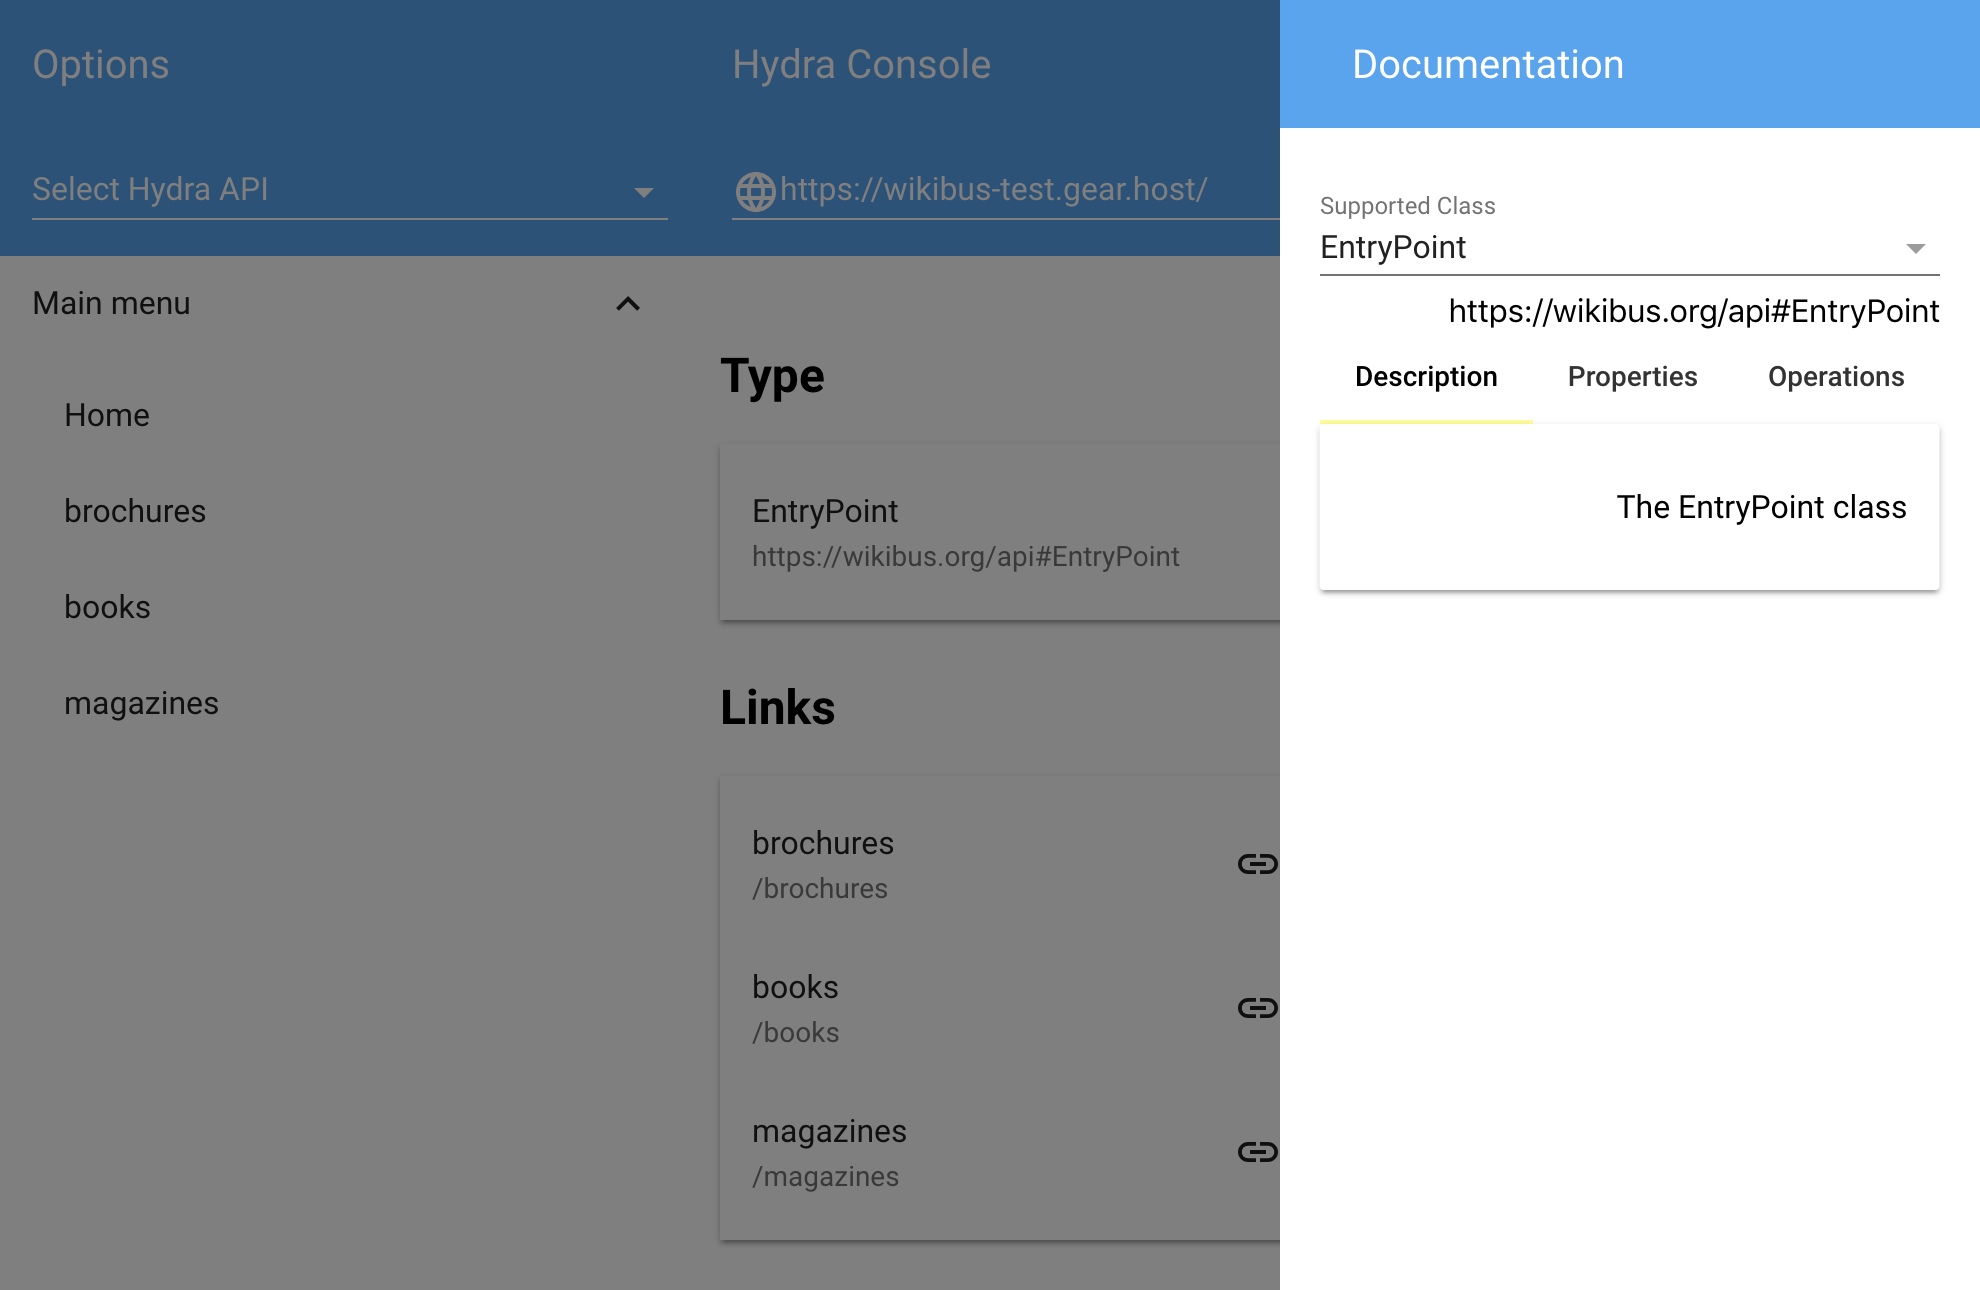 Options
Select Hydra API
Main menu
Home
brochures
books
magazines
Hydra Console
https://wikibus-test.gear.host/
Type
EntryPoint
https://wikibus.org/api#EntryPoint
Links
brochures
/brochures
books
/books
magazines
/magazines
Documentation
Supported Class
EntryPoint
https://wikibus.org/api#EntryPoint
Description Properties Operations
The EntryPoint class